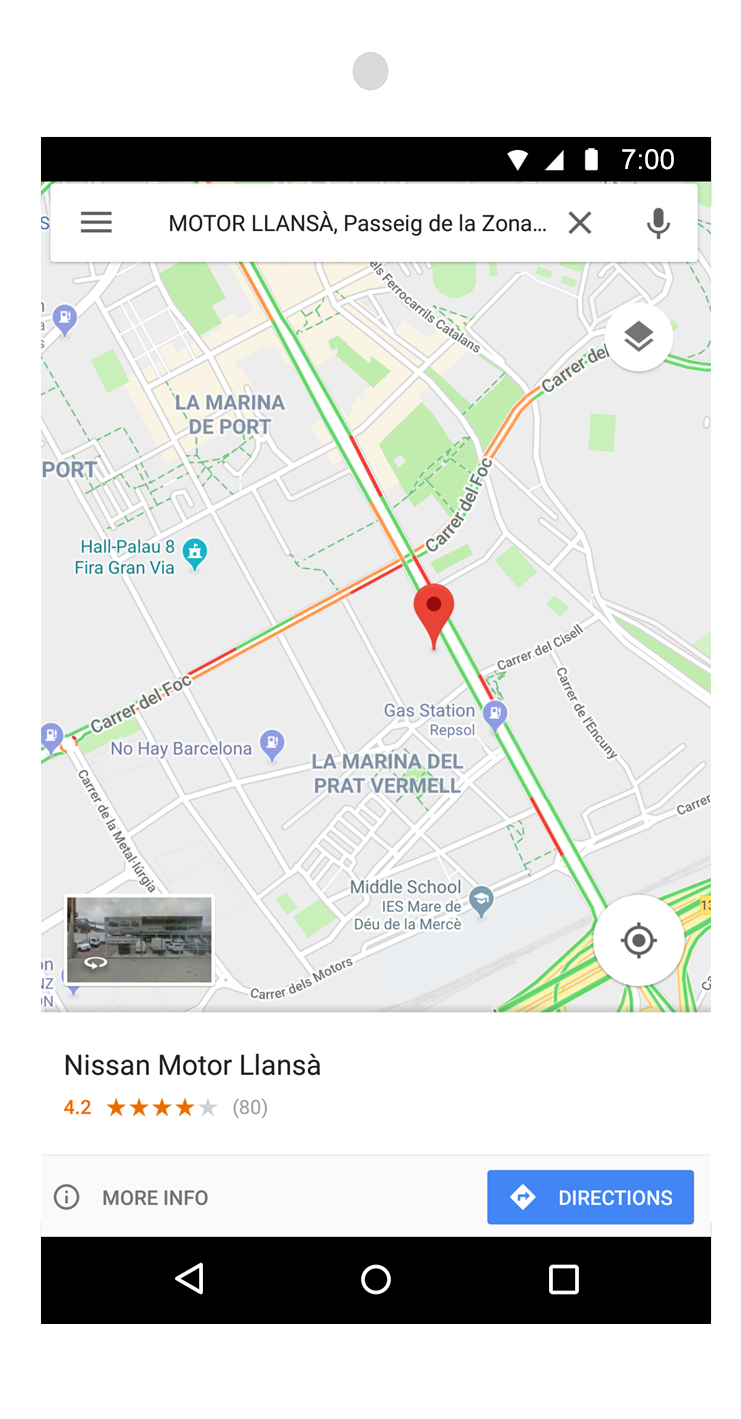 7:00
MOTOR LLANSÀ, Passeig de la Zona...
els Ferrocarrils Catalans
Carrer del
LA MARINA
DE PORT
PORT
Carrer del Foc
Hall-Palau 8
Fira Gran Via
Carrer del Cisell
Carrer de l'Encuny
Carrer del Foc
Gas Station
Repsol
No Hay Barcelona
LA MARINA DEL
PRAT VERMELL
Carrer de la Metal·lúrgia
Carrer
Middle School
IES Mare de
Déu de la Mercè
Carrer dels Motors
Nissan Motor Llansà
4.2 (80)
MORE INFO
DIRECTIONS